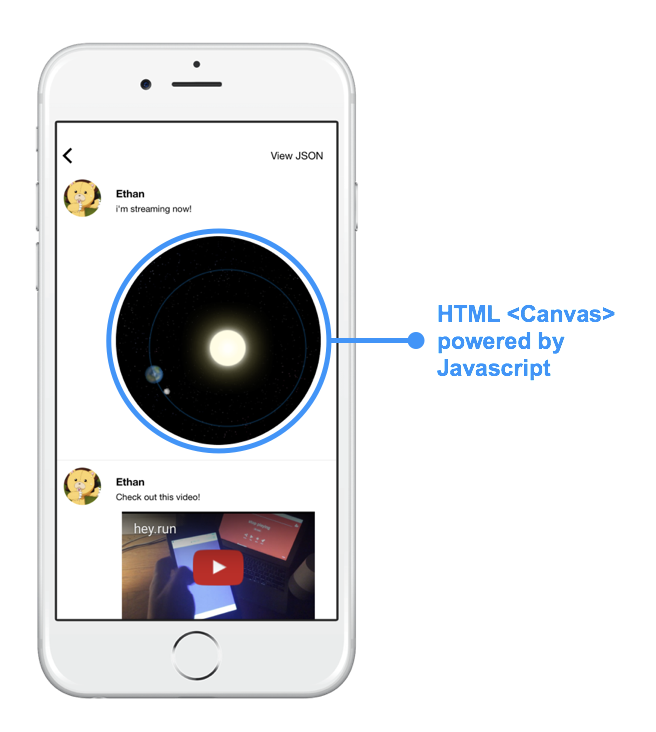 View JSON
Ethan
i'm streaming now!
HTML <Canvas>
powered by
Javascript
Ethan
Check out this video!
hey.run